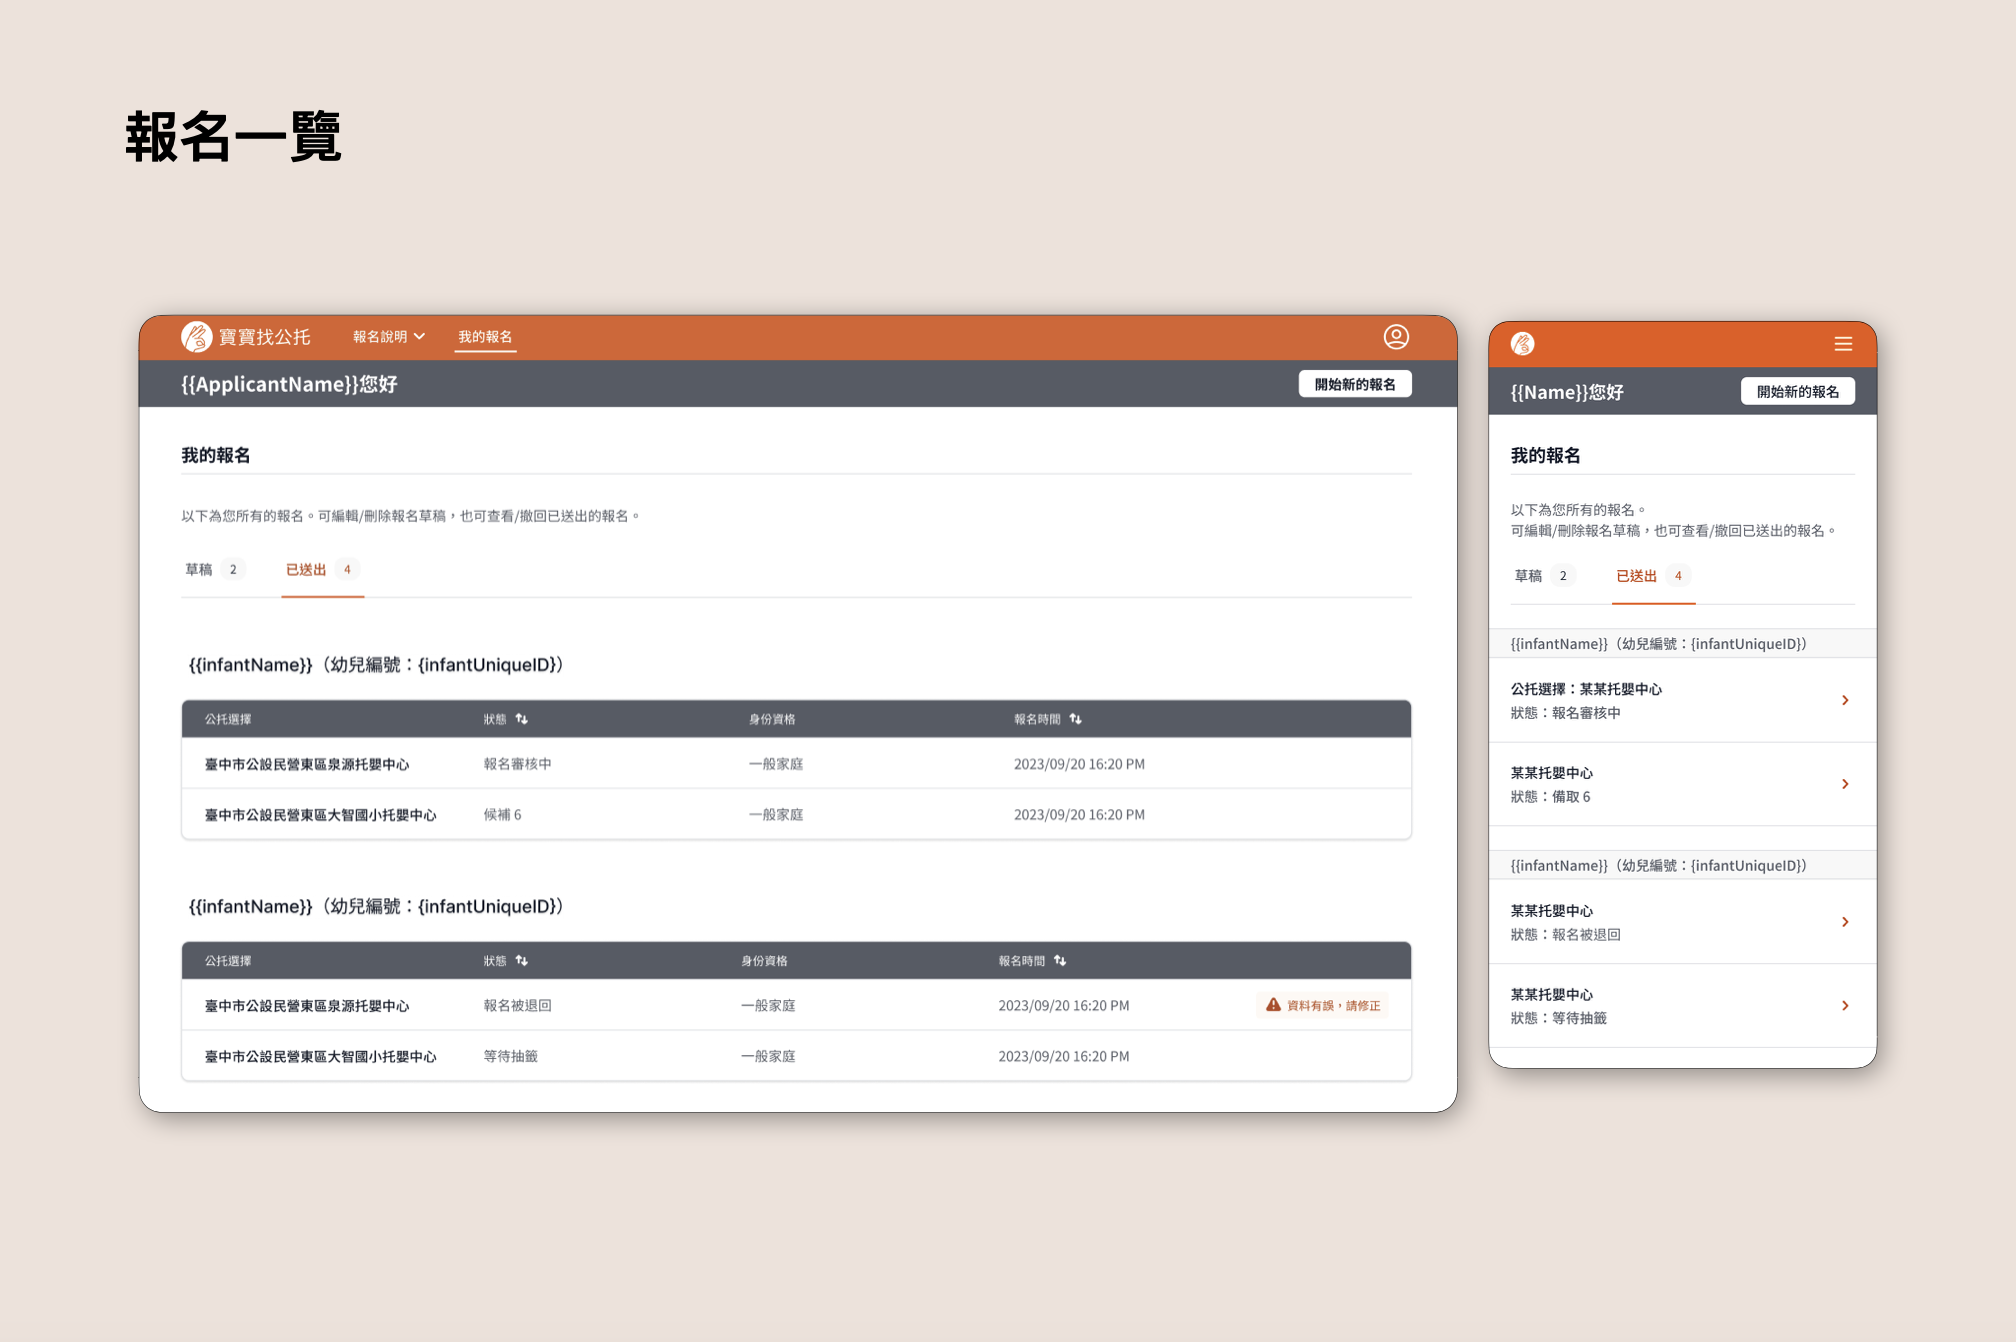 報名一覽
寶寶找公托
報名說明
我的報名
{{ApplicantName}}您好
開始新的報名
我的報名
以下為您所有的報名。可編輯/刪除報名草稿，也可查看/撤回已送出的報名。
草稿 2
已送出 4
{{infantName}}（幼兒編號：{infantUniqueID}）
公托選擇 狀態 身份資格 報名時間
臺中市公設民營東區泉源托嬰中心 報名審核中 一般家庭 2023/09/20 16:20 PM
臺中市公設民營東區大智國小托嬰中心 候補 6 一般家庭 2023/09/20 16:20 PM
{{infantName}}（幼兒編號：{infantUniqueID}）
公托選擇 狀態 身份資格 報名時間
臺中市公設民營東區泉源托嬰中心 報名被退回 一般家庭 2023/09/20 16:20 PM 資料有誤，請修正
臺中市公設民營東區大智國小托嬰中心 等待抽籤 一般家庭 2023/09/20 16:20 PM
{{Name}}您好
開始新的報名
我的報名
以下為您所有的報名。
可編輯/刪除報名草稿，也可查看/撤回已送出的報名。
草稿 2
已送出 4
{{infantName}}（幼兒編號：{infantUniqueID}）
公托選擇：某某托嬰中心
狀態：報名審核中
某某托嬰中心
狀態：備取 6
{{infantName}}（幼兒編號：{infantUniqueID}）
某某托嬰中心
狀態：報名被退回
某某托嬰中心
狀態：等待抽籤